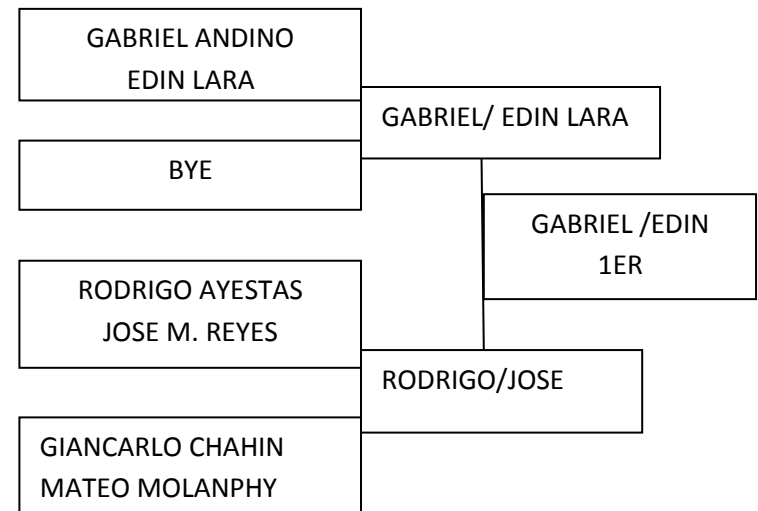 GABRIEL ANDINO
EDIN LARA
GABRIEL/ EDIN LARA
BYE
GABRIEL /EDIN
1ER
RODRIGO AYESTAS
JOSE M. REYES
RODRIGO/JOSE
GIANCARLO CHAHIN
MATEO MOLANPHY